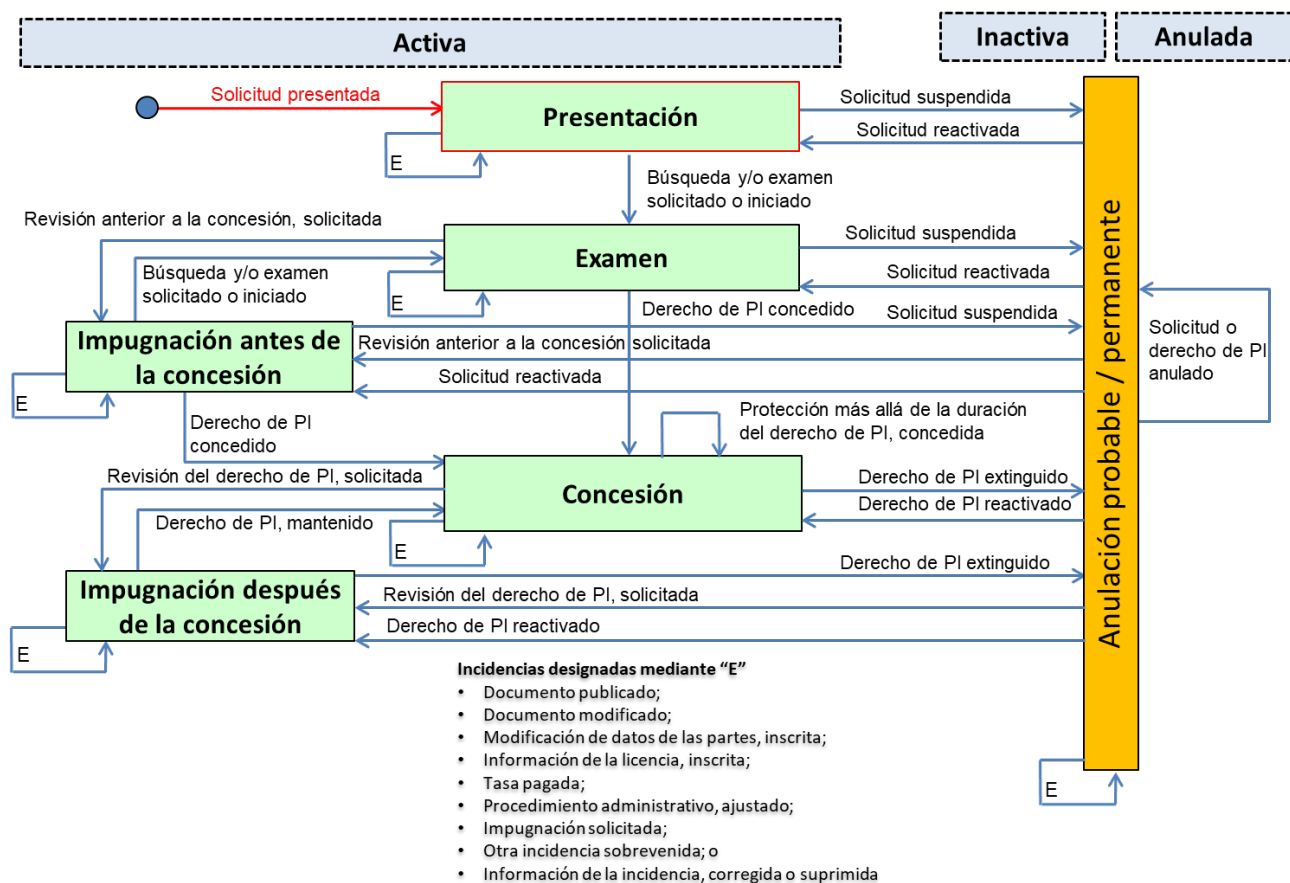 Activa
Inactiva
Anulada
Solicitud presentada
Presentación
Solicitud suspendida
Solicitud reactivada
E
Búsqueda y/o examen
solicitado o iniciado
Revisión anterior a la concesión, solicitada
Examen
Solicitud suspendida
Búsqueda y/o examen
solicitado o iniciado
Solicitud reactivada
E
Derecho de PI concedido
Solicitud suspendida
Impugnación antes de
la concesión
Revisión anterior a la concesión solicitada
Solicitud reactivada
E
Solicitud o
derecho de PI
anulado
Anulación probable / permanente
Derecho de PI
concedido
Protección más allá de la duración
del derecho de PI, concedida
Revisión del derecho de PI, solicitada
Concesión
Derecho de PI extinguido
Derecho de PI reactivado
Derecho de PI, mantenido
E
Derecho de PI extinguido
Impugnación después
de la concesión
Revisión del derecho de PI, solicitada
Derecho de PI reactivado
E
Incidencias designadas mediante “E”
• Documento publicado;
• Documento modificado;
• Modificación de datos de las partes, inscrita;
• Información de la licencia, inscrita;
• Tasa pagada;
• Procedimiento administrativo, ajustado;
• Impugnación solicitada;
• Otra incidencia sobrevenida; o
• Información de la incidencia, corregida o suprimida
E